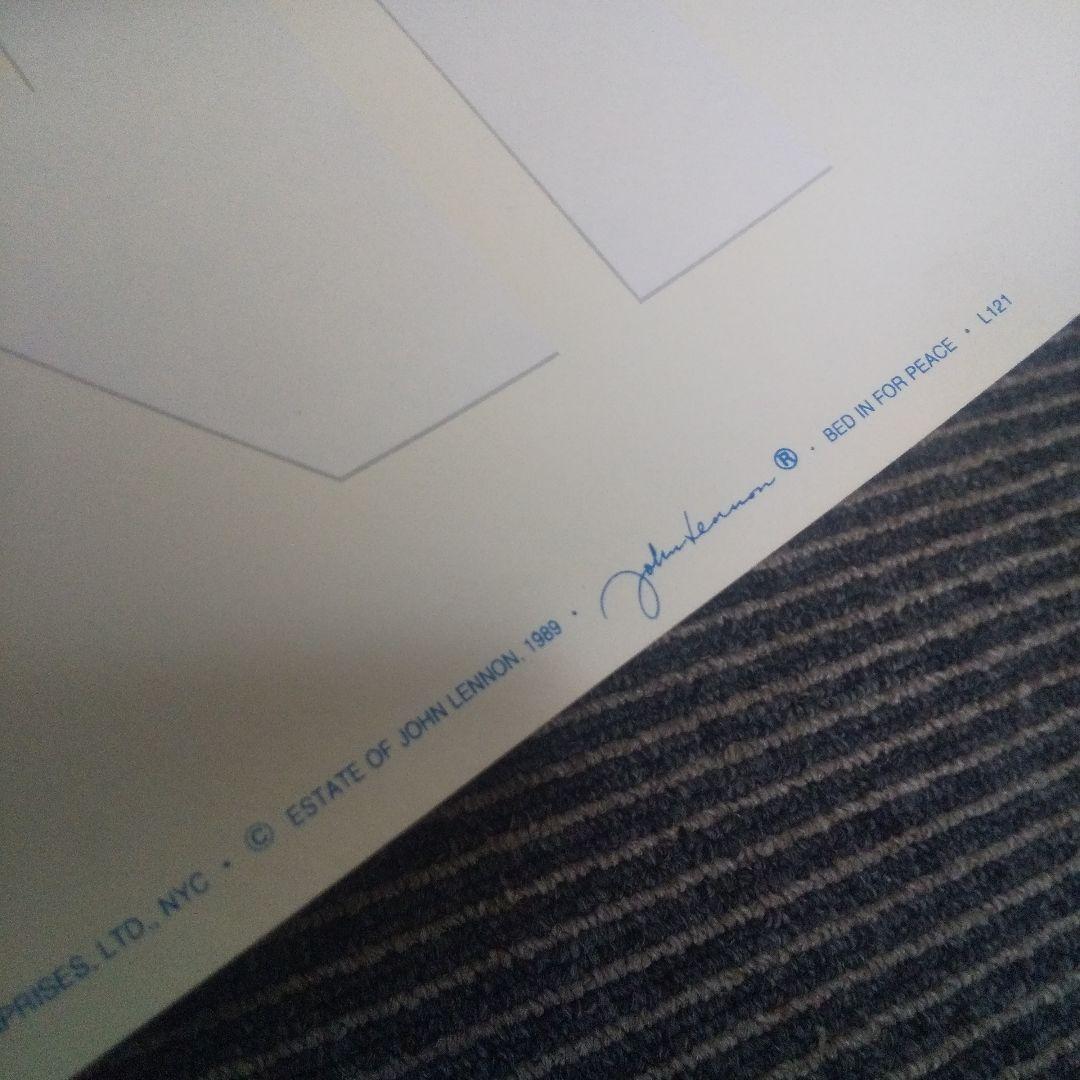 PRISES, LTD., NYC • © ESTATE OF JOHN LENNON, 1989 • John Lennon ® • BED IN FOR PEACE • L121